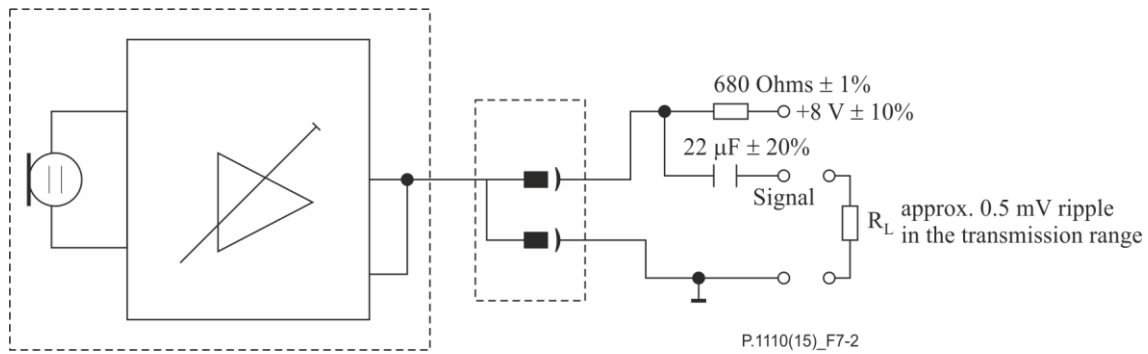 680 Ohms ± 1%
+8 V ± 10%
22 μF ± 20%
Signal
R_L
approx. 0.5 mV ripple
in the transmission range
P.1110(15)_F7-2